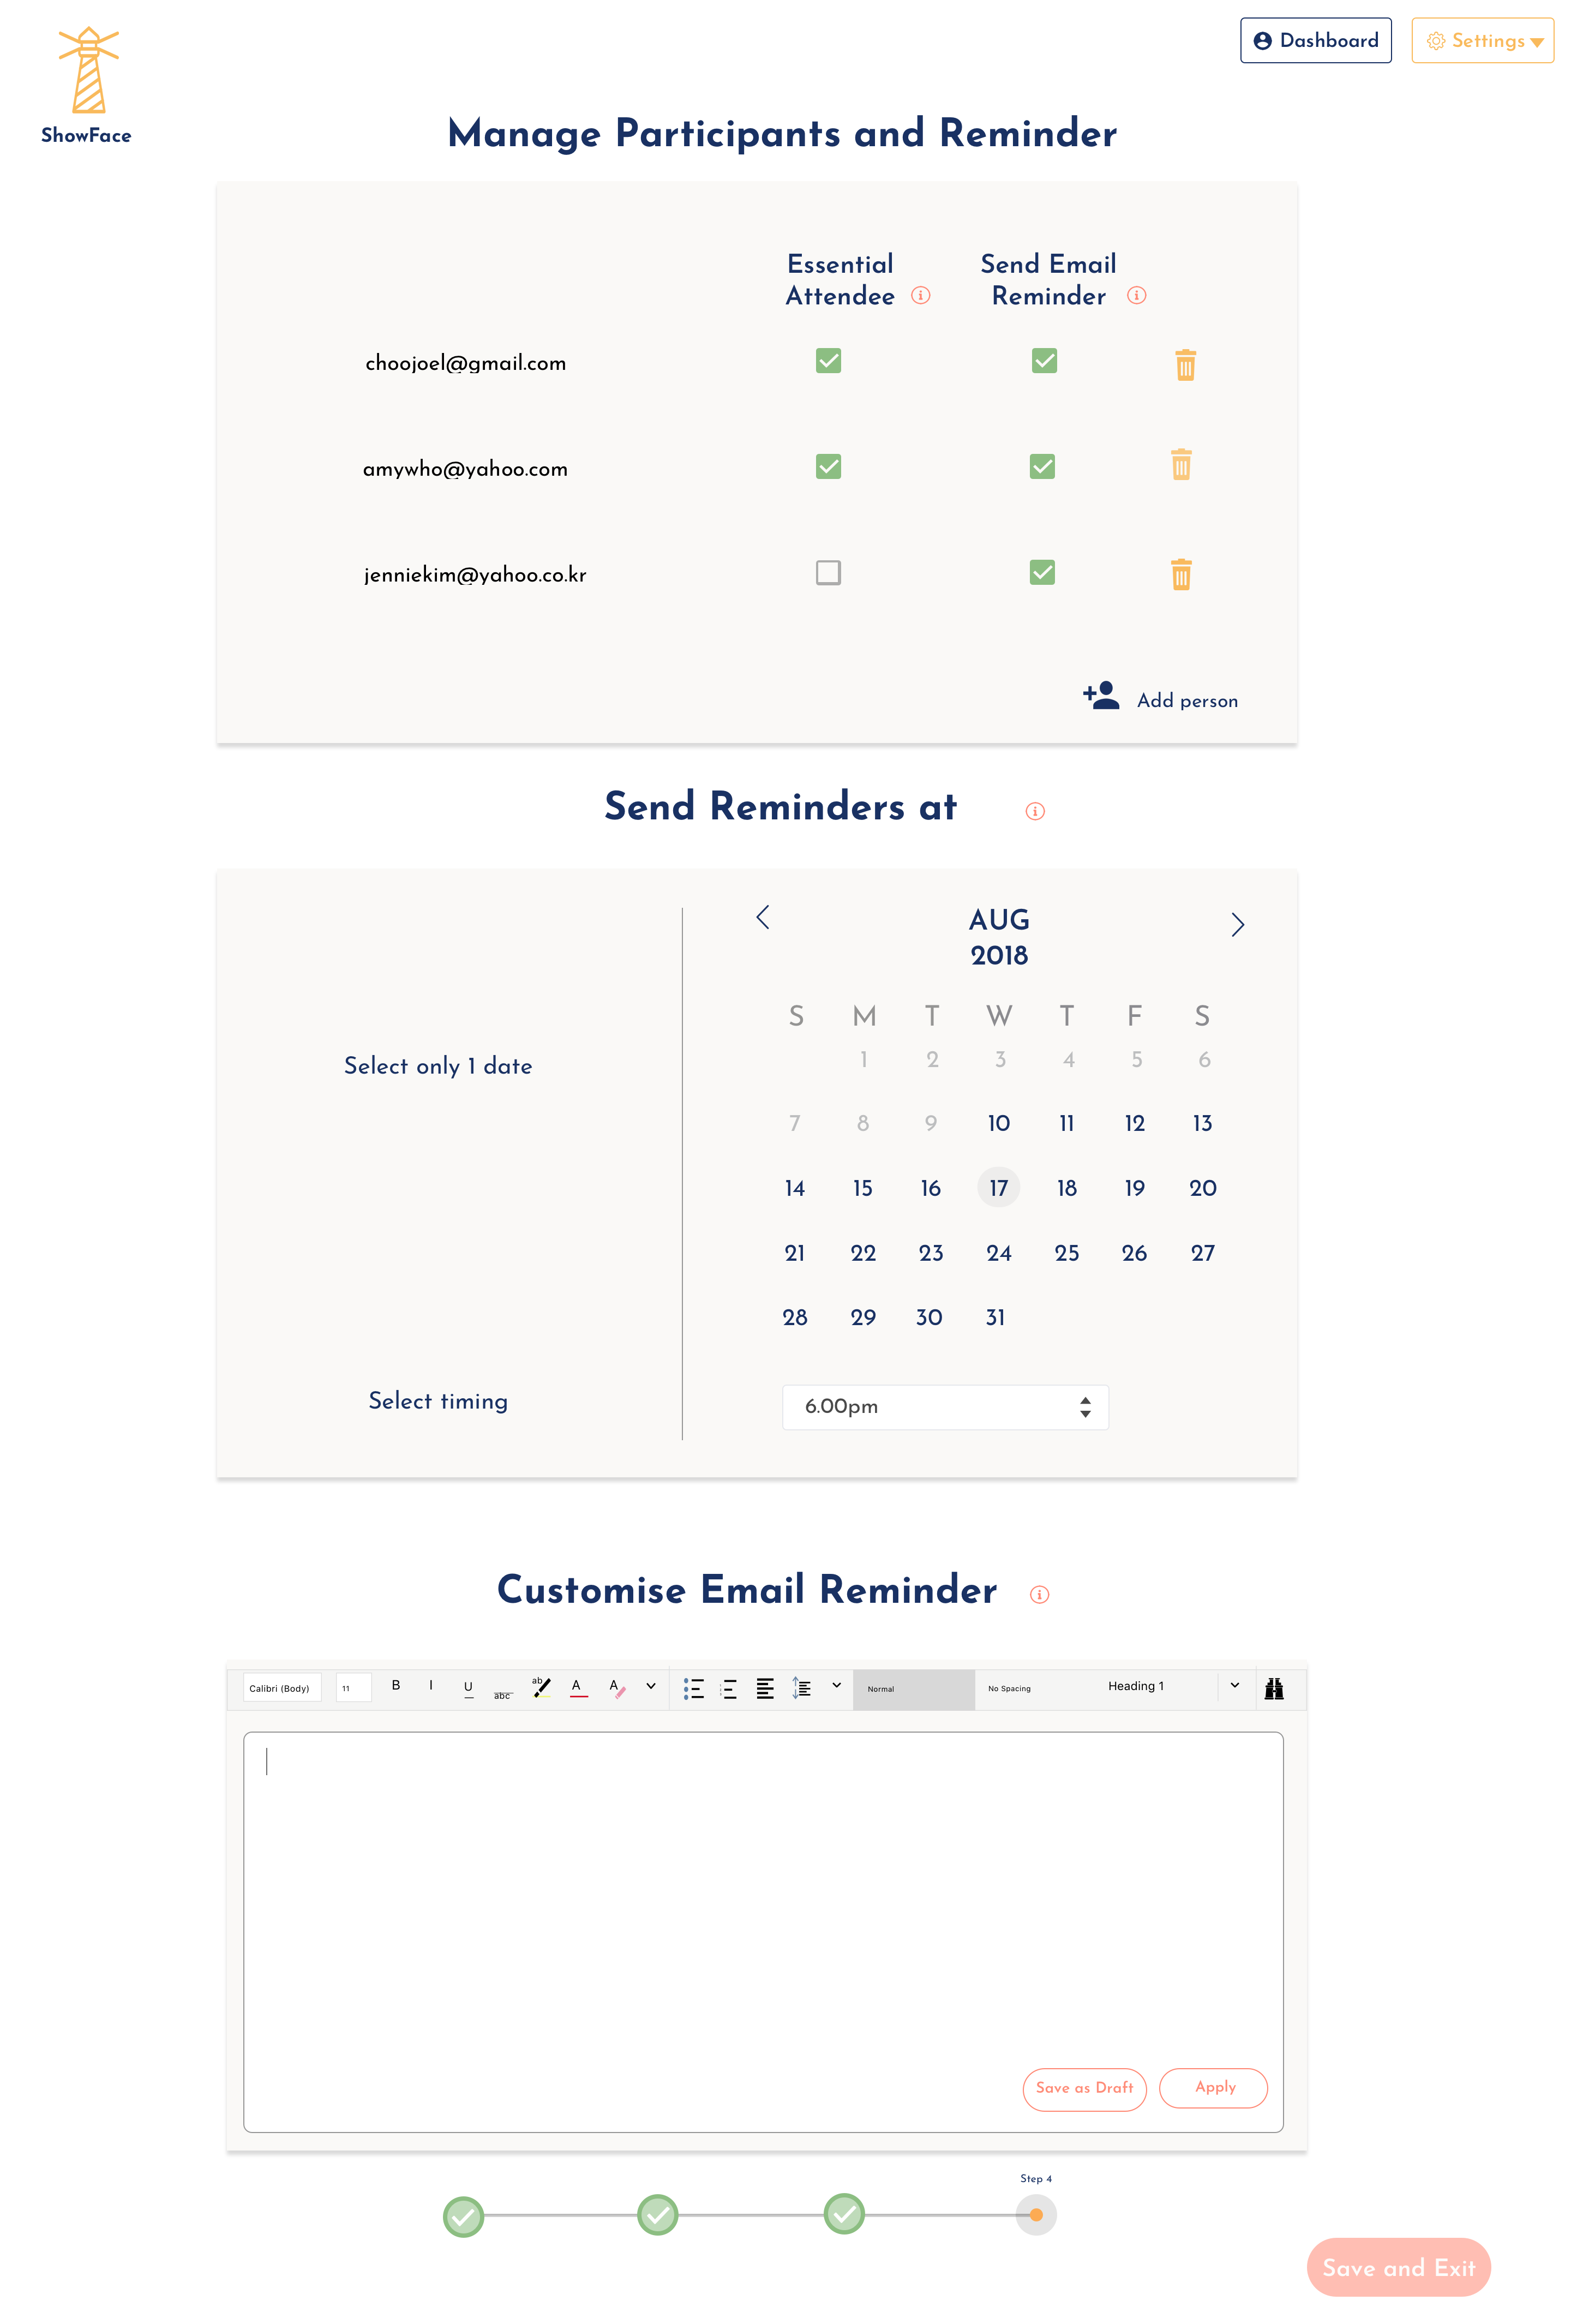 Dashboard
Settings
ShowFace
Manage Participants and Reminder
Essential Attendee
Send Email Reminder
choojoel@gmail.com
amywho@yahoo.com
jenniekim@yahoo.co.kr
Add person
Send Reminders at
AUG
2018
S M T W T F S
1 2 3 4 5 6
7 8 9 10 11 12 13
14 15 16 17 18 19 20
21 22 23 24 25 26 27
28 29 30 31
Select only 1 date
Select timing
6.00pm
Customise Email Reminder
Calibri (Body) 11 B I U abc ab A A Normal No Spacing Heading 1
Save as Draft
Apply
Step 4
Save and Exit